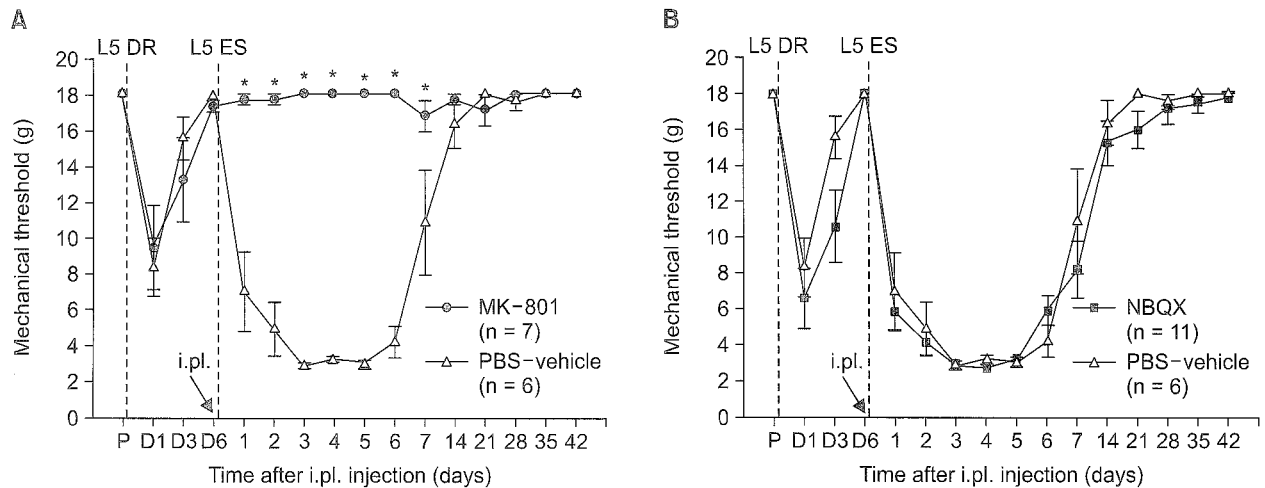 A
L5 DR
L5 ES
20
18
16
14
12
10
8
6
4
2
0
Mechanical threshold (g)
* * * * * * *
MK-801
(n = 7)
PBS-vehicle
(n = 6)
i.pl.
P D1 D3 D6 1 2 3 4 5 6 7 14 21 28 35 42
Time after i.pl. injection (days)
B
L5 DR
L5 ES
20
18
16
14
12
10
8
6
4
2
0
Mechanical threshold (g)
NBQX
(n = 11)
PBS-vehicle
(n = 6)
i.pl.
P D1 D3 D6 1 2 3 4 5 6 7 14 21 28 35 42
Time after i.pl. injection (days)